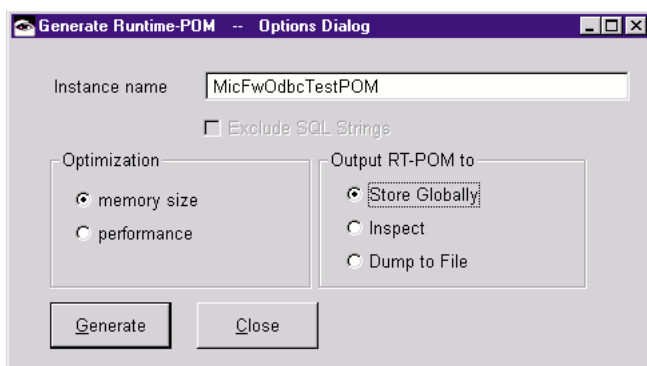 Generate Runtime-POM -- Options Dialog
Instance name MicFwOdbcTestPOM
Exclude SQL Strings
Optimization
memory size
performance
Output RT-POM to
Store Globally
Inspect
Dump to File
Generate Close